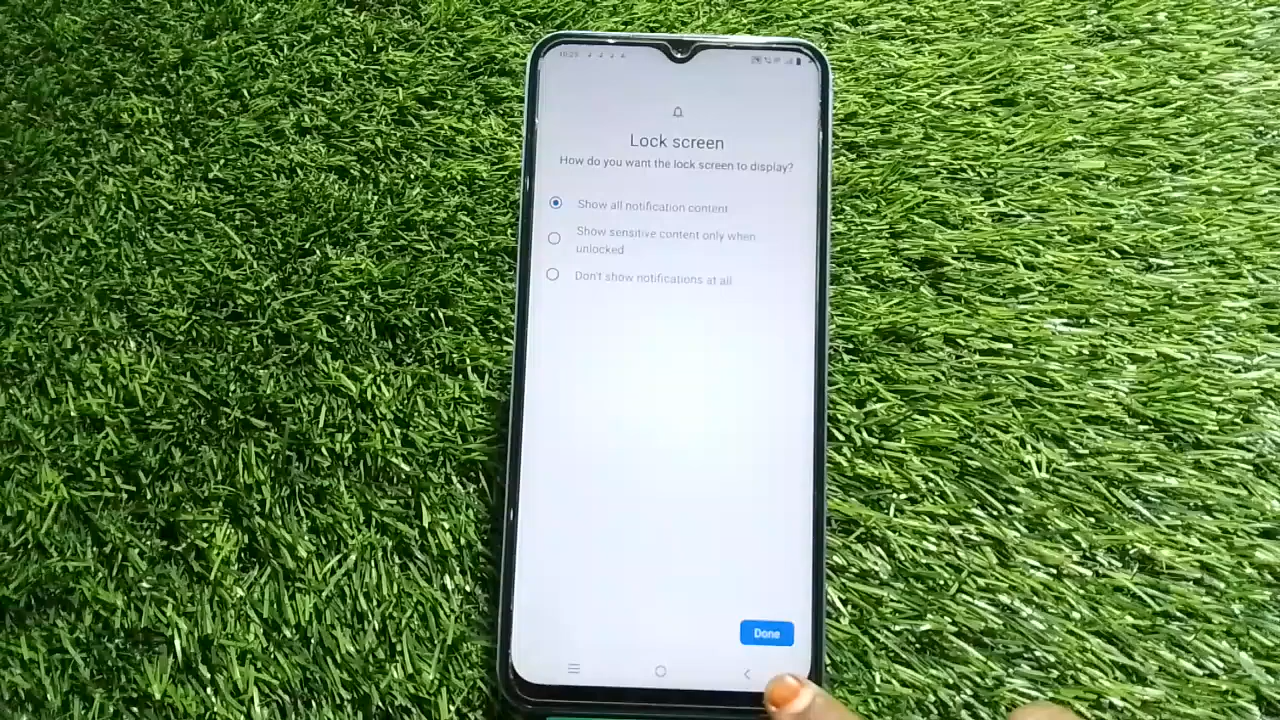 Lock screen
How do you want the lock screen to display?
Show all notification content
Show sensitive content only when
unlocked
Don't show notifications at all
Done